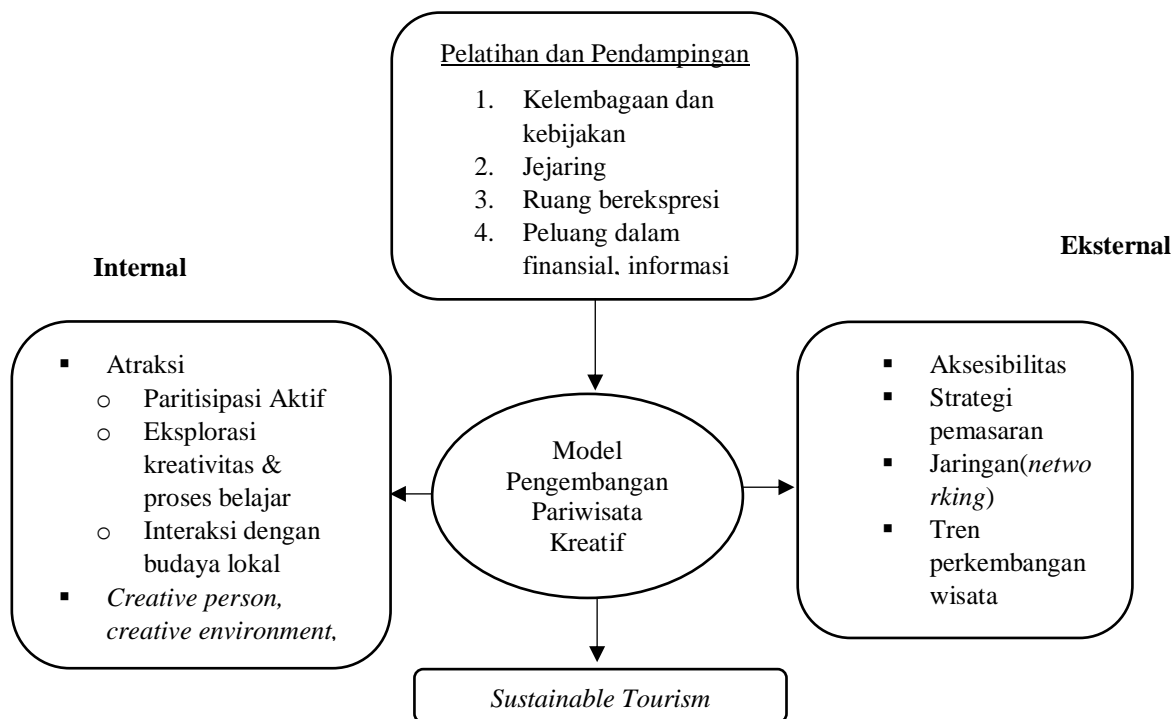 Pelatihan dan Pendampingan
1. Kelembagaan dan
kebijakan
2. Jejaring
3. Ruang berekspresi
4. Peluang dalam
finansial, informasi
Internal
Eksternal
▪ Atraksi
o Paritisipasi Aktif
o Eksplorasi
kreativitas &
proses belajar
o Interaksi dengan
budaya lokal
▪ Creative person,
creative environment,
Model
Pengembangan
Pariwisata
Kreatif
▪ Aksesibilitas
▪ Strategi
pemasaran
▪ Jaringan(netwo
rking)
▪ Tren
perkembangan
wisata
Sustainable Tourism